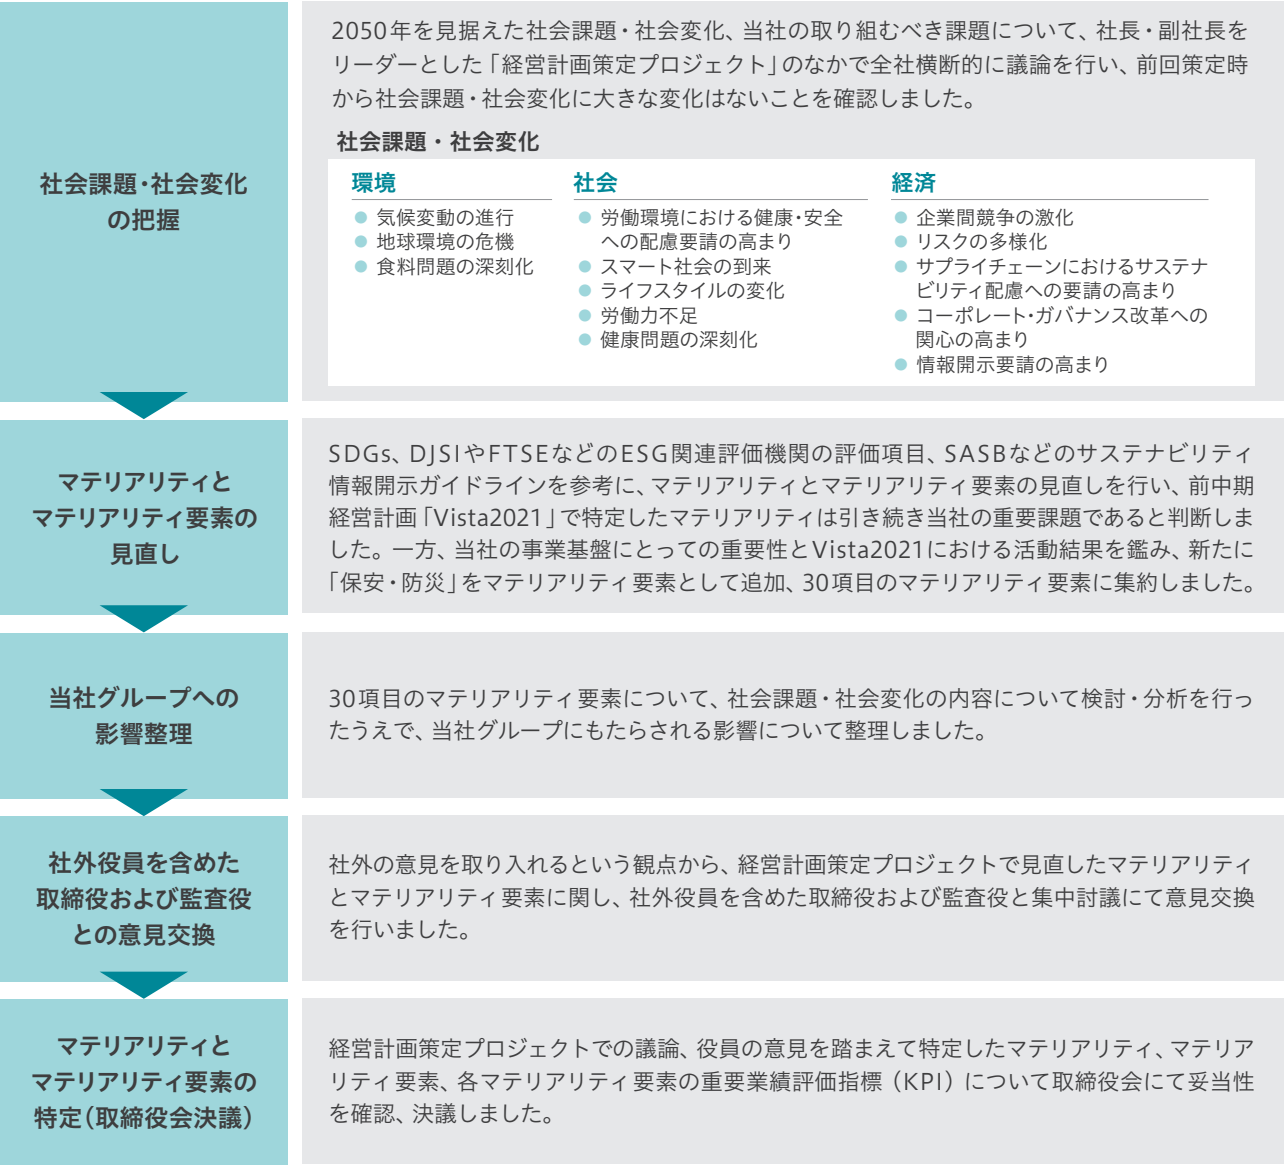 社会課題・社会変化
の把握
2050年を見据えた社会課題・社会変化、当社の取り組むべき課題について、社長・副社長を
リーダーとした「経営計画策定プロジェクト」のなかで全社横断的に議論を行い、前回策定時
から社会課題・社会変化に大きな変化はないことを確認しました。
社会課題・社会変化
環境
● 気候変動の進行
● 地球環境の危機
● 食料問題の深刻化
社会
● 労働環境における健康・安全
への配慮要請の高まり
● スマート社会の到来
● ライフスタイルの変化
● 労働力不足
● 健康問題の深刻化
経済
● 企業間競争の激化
● リスクの多様化
● サプライチェーンにおけるサステナ
ビリティ配慮への要請の高まり
● コーポレート・ガバナンス改革への
関心の高まり
● 情報開示要請の高まり
マテリアリティと
マテリアリティ要素の
見直し
SDGs、DJSIやFTSEなどのESG関連評価機関の評価項目、SASBなどのサステナビリティ
情報開示ガイドラインを参考に、マテリアリティとマテリアリティ要素の見直しを行い、前中期
経営計画「Vista2021」で特定したマテリアリティは引き続き当社の重要課題であると判断しま
した。一方、当社の事業基盤にとっての重要性とVista2021における活動結果を鑑み、新たに
「保安・防災」をマテリアリティ要素として追加、30項目のマテリアリティ要素に集約しました。
当社グループへの
影響整理
30項目のマテリアリティ要素について、社会課題・社会変化の内容について検討・分析を行っ
たうえで、当社グループにもたらされる影響について整理しました。
社外役員を含めた
取締役および監査役
との意見交換
社外の意見を取り入れるという観点から、経営計画策定プロジェクトで見直したマテリアリティ
とマテリアリティ要素に関し、社外役員を含めた取締役および監査役と集中討議にて意見交換
を行いました。
マテリアリティと
マテリアリティ要素の
特定(取締役会決議)
経営計画策定プロジェクトでの議論、役員の意見を踏まえて特定したマテリアリティ、マテリア
リティ要素、各マテリアリティ要素の重要業績評価指標（KPI）について取締役会にて妥当性
を確認、決議しました。